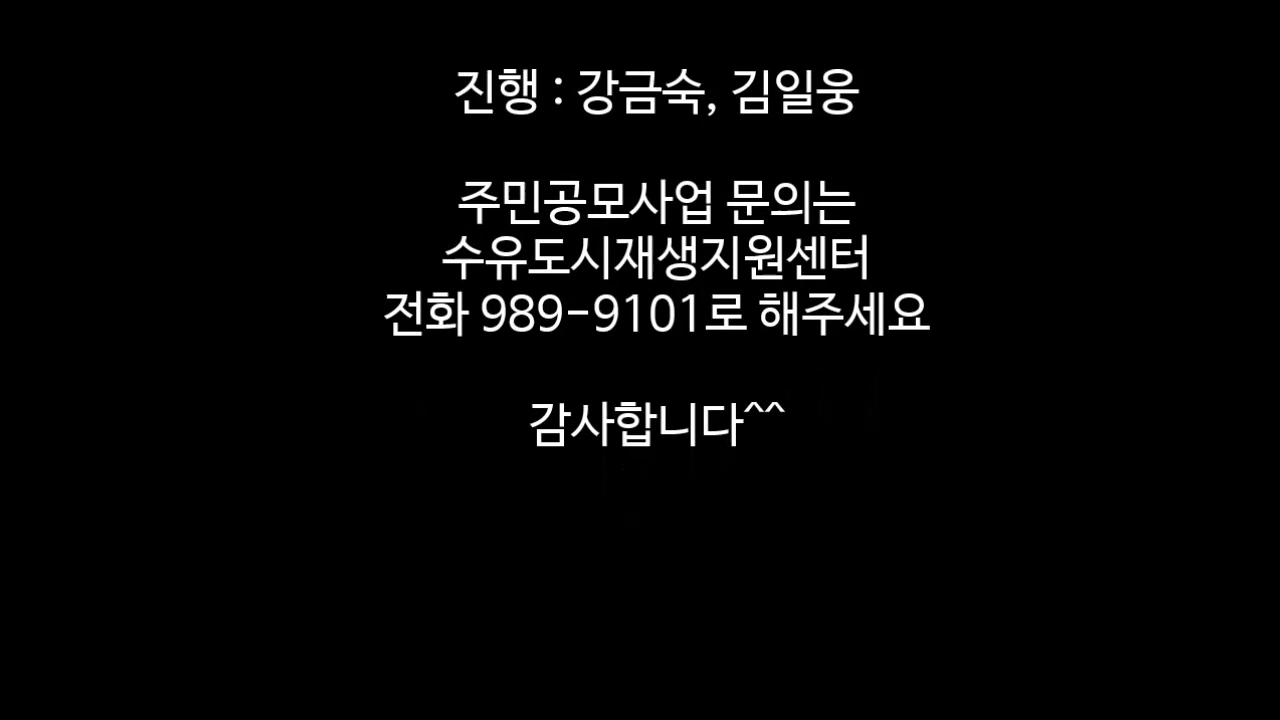 진행 : 강금숙, 김일웅
주민공모사업 문의는
수유도시재생지원센터
전화 989-9101로 해주세요
감사합니다^^